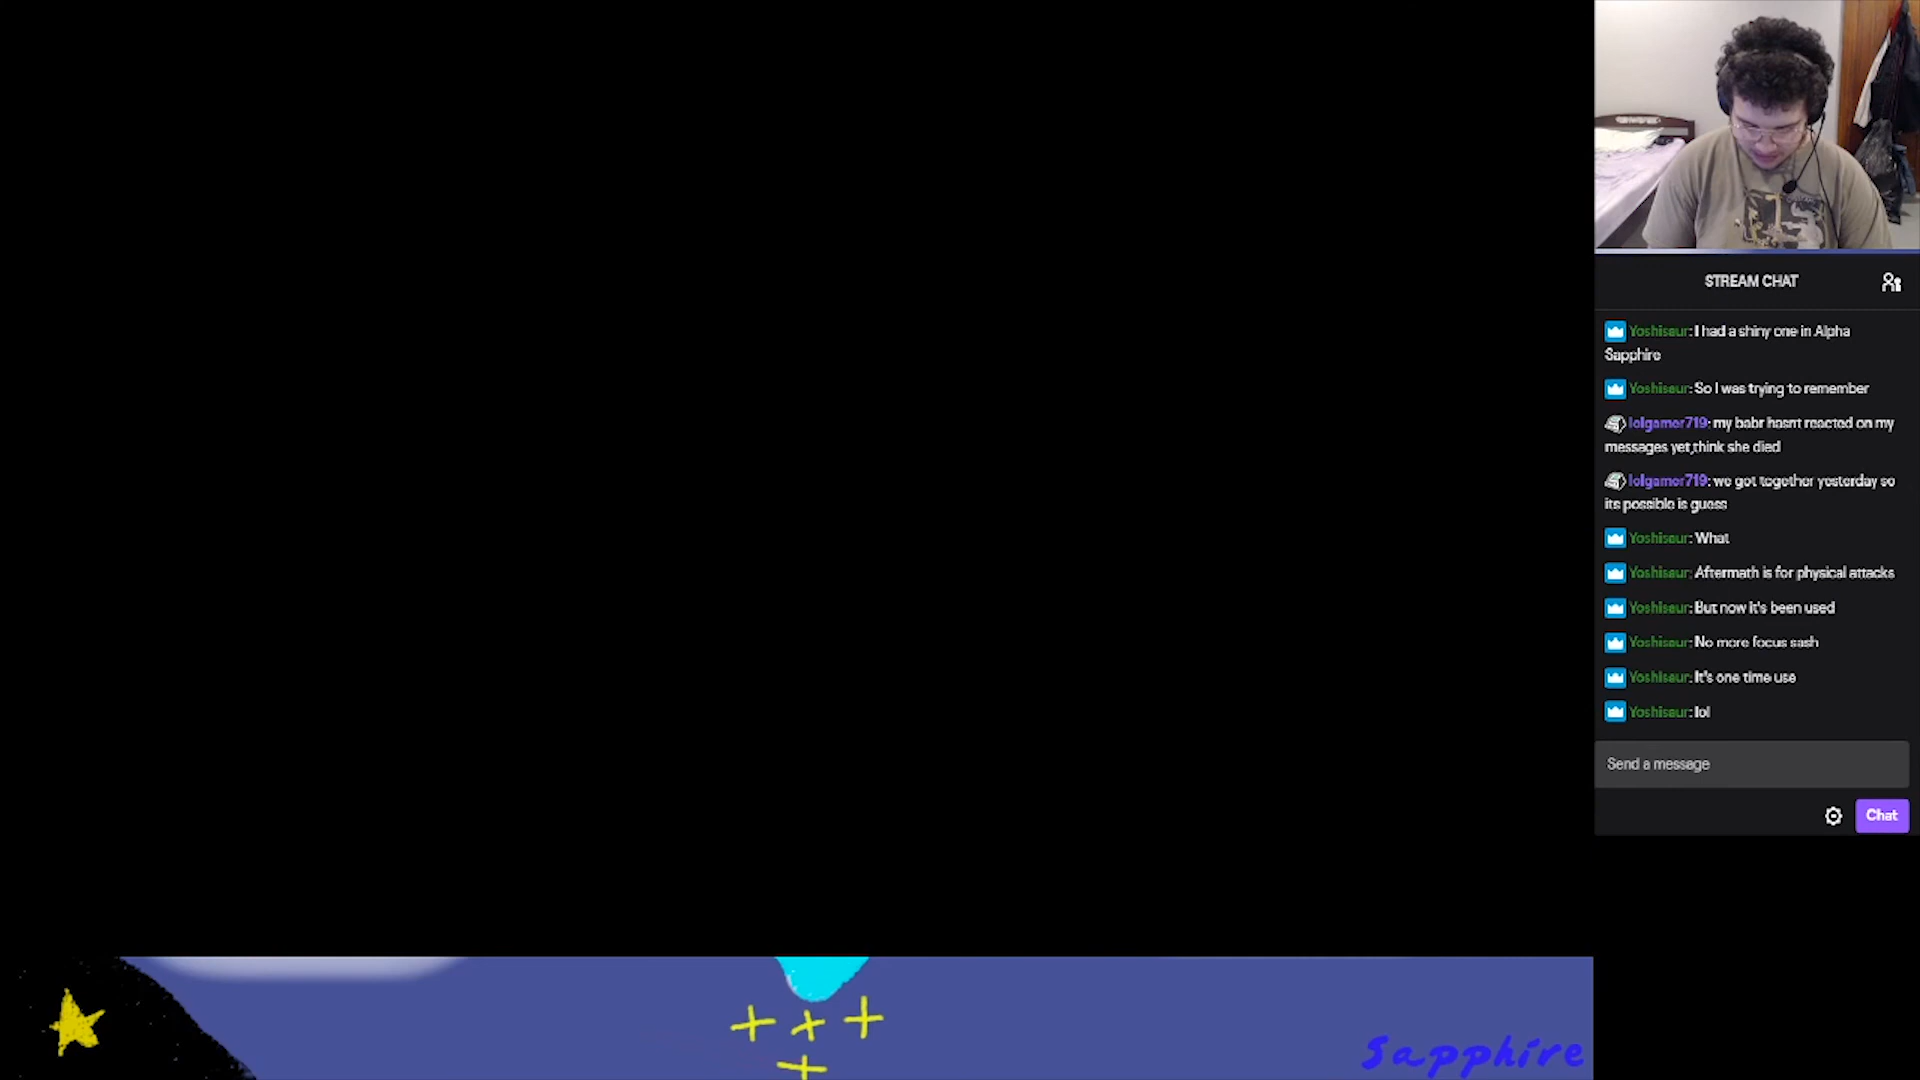 STREAM CHAT
Yoshisaur: I had a shiny one in Alpha
Sapphire
Yoshisaur: So I was trying to remember
lolgamer719: my babr hasnt reacted on my
messages yet,think she died
lolgamer719: we got together yesterday so
its possible is guess
Yoshisaur: What
Yoshisaur: Aftermath is for physical attacks
Yoshisaur: But now it's been used
Yoshisaur: No more focus sash
Yoshisaur: It's one time use
Yoshisaur: lol
Send a message
Chat
Sapphire